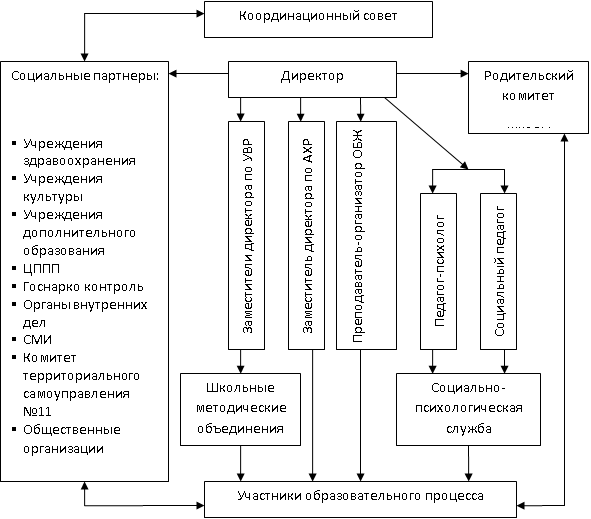 Координационный совет
Социальные партнеры:
Директор
Родительский
комитет
▪ Учреждения
здравоохранения
▪ Учреждения
культуры
▪ Учреждения
дополнительного
образования
▪ ЦППП
▪ Госнарко контроль
▪ Органы внутренних
дел
▪ СМИ
▪ Комитет
территориального
самоуправления
№11
▪ Общественные
организации
Заместители директора по УВР
Заместитель директора по АХР
Преподаватель-организатор ОБЖ
Педагог-психолог
Социальный педагог
Школьные
методические
объединения
Социально-
психологическая
служба
Участники образовательного процесса